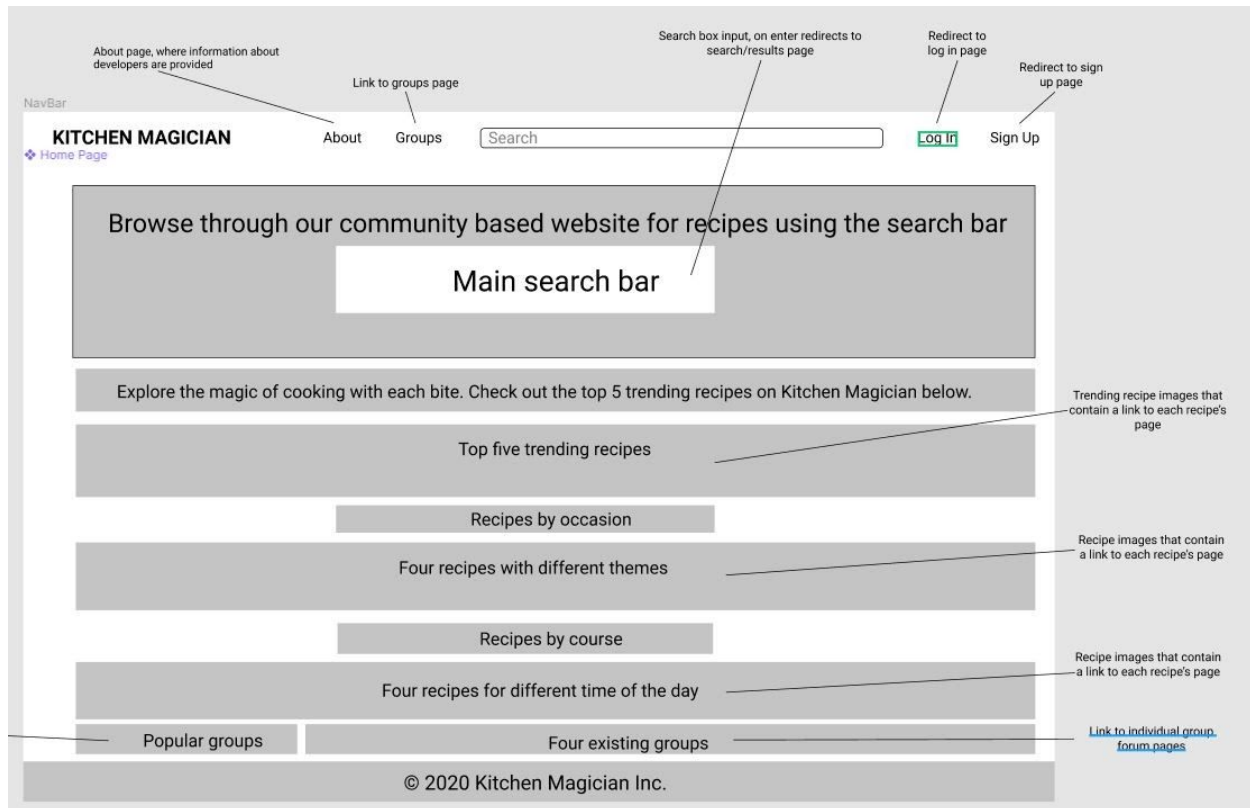 Search box input, on enter redirects to
search/results page
Redirect to
log in page
About page, where information about
developers are provided
Link to groups page
Redirect to sign
up page
NavBar
KITCHEN MAGICIAN
About
Groups
Search
Log In
Sign Up
Home Page
Browse through our community based website for recipes using the search bar
Main search bar
Explore the magic of cooking with each bite. Check out the top 5 trending recipes on Kitchen Magician below.
Trending recipe images that
contain a link to each recipe's
page
Top five trending recipes
Recipes by occasion
Recipe images that contain
a link to each recipe's page
Four recipes with different themes
Recipes by course
Recipe images that contain
a link to each recipe's page
Four recipes for different time of the day
Popular groups
Four existing groups
Link to individual group
forum pages
© 2020 Kitchen Magician Inc.